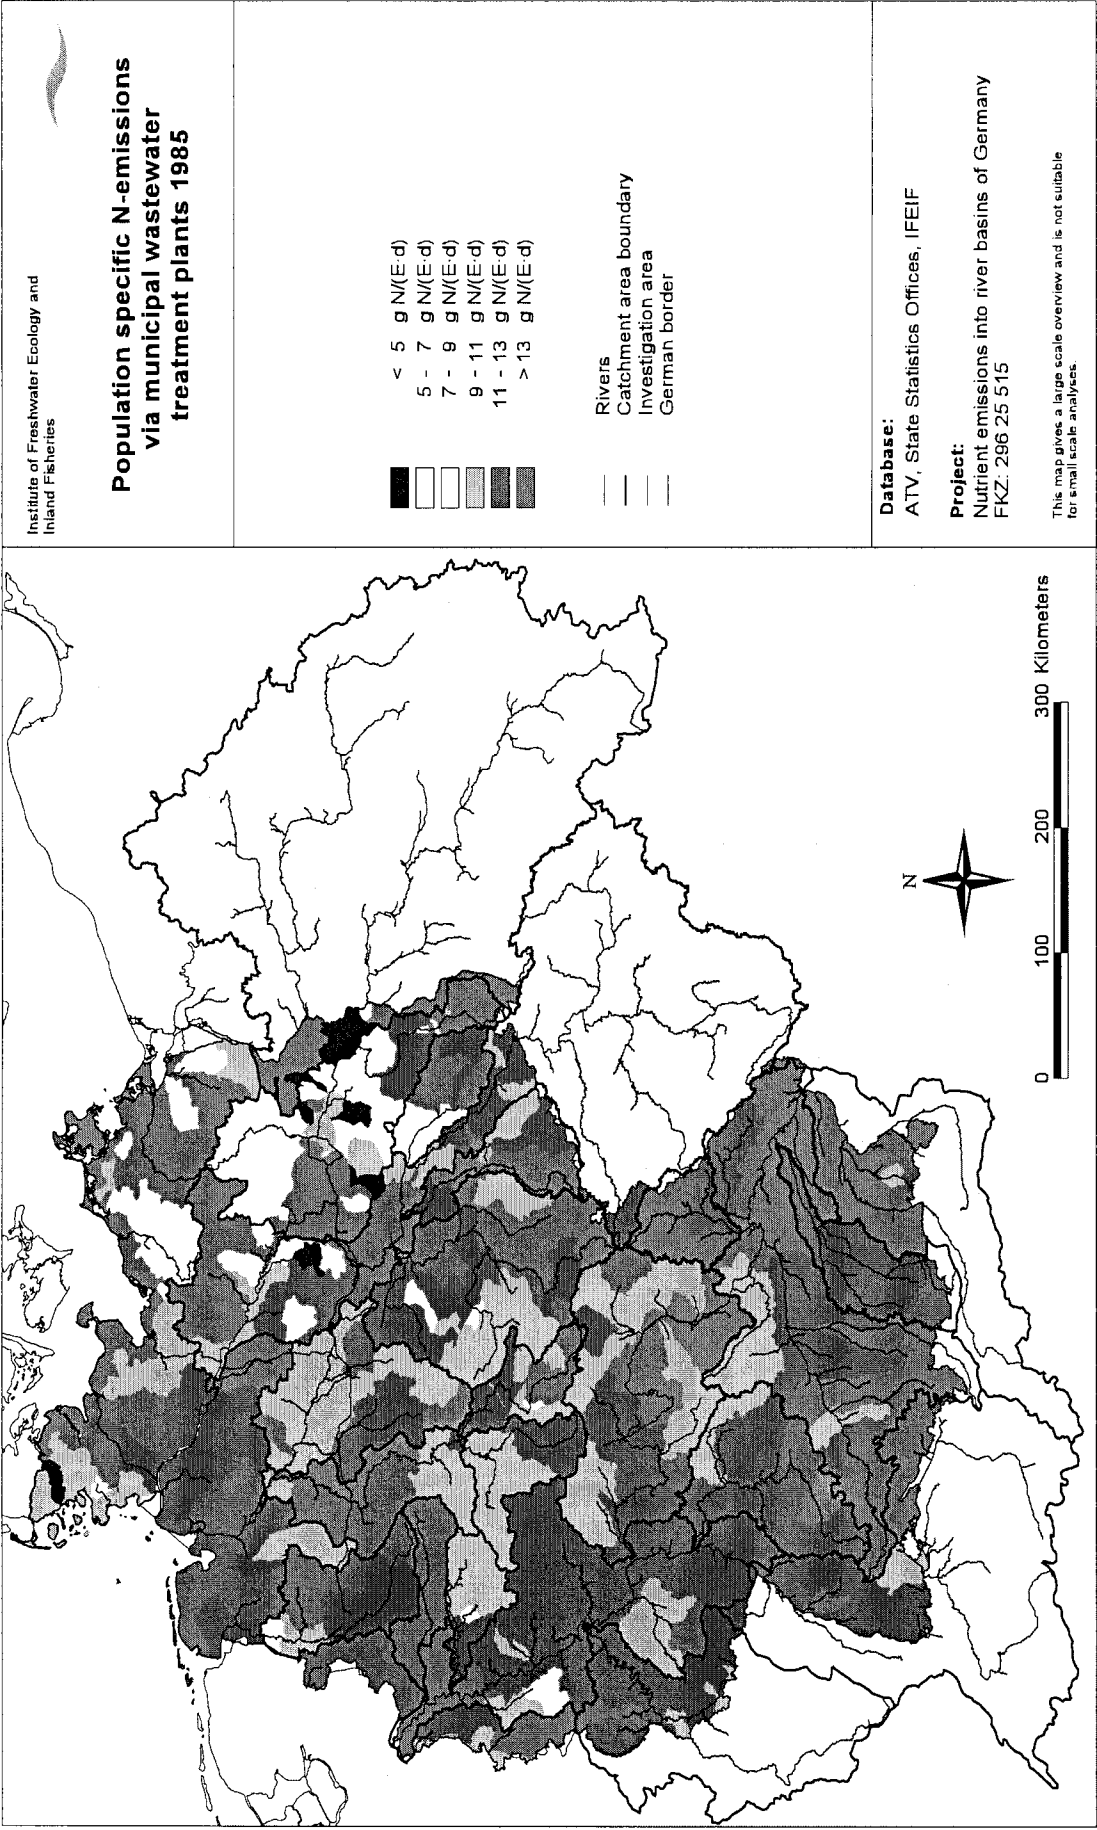 Institute of Freshwater Ecology and
Inland Fisheries
Population specific N-emissions
via municipal wastewater
treatment plants 1985
< 5 g N/(E·d)
5 - 7 g N/(E·d)
7 - 9 g N/(E·d)
9 - 11 g N/(E·d)
11 - 13 g N/(E·d)
> 13 g N/(E·d)
Rivers
Catchment area boundary
Investigation area
German border
Database:
ATV, State Statistics Offices, IFEIF
Project:
Nutrient emissions into river basins of Germany
FKZ: 296 25 515
This map gives a large scale overview and is not suitable
for small scale analyses.
N
0 100 200 300 Kilometers